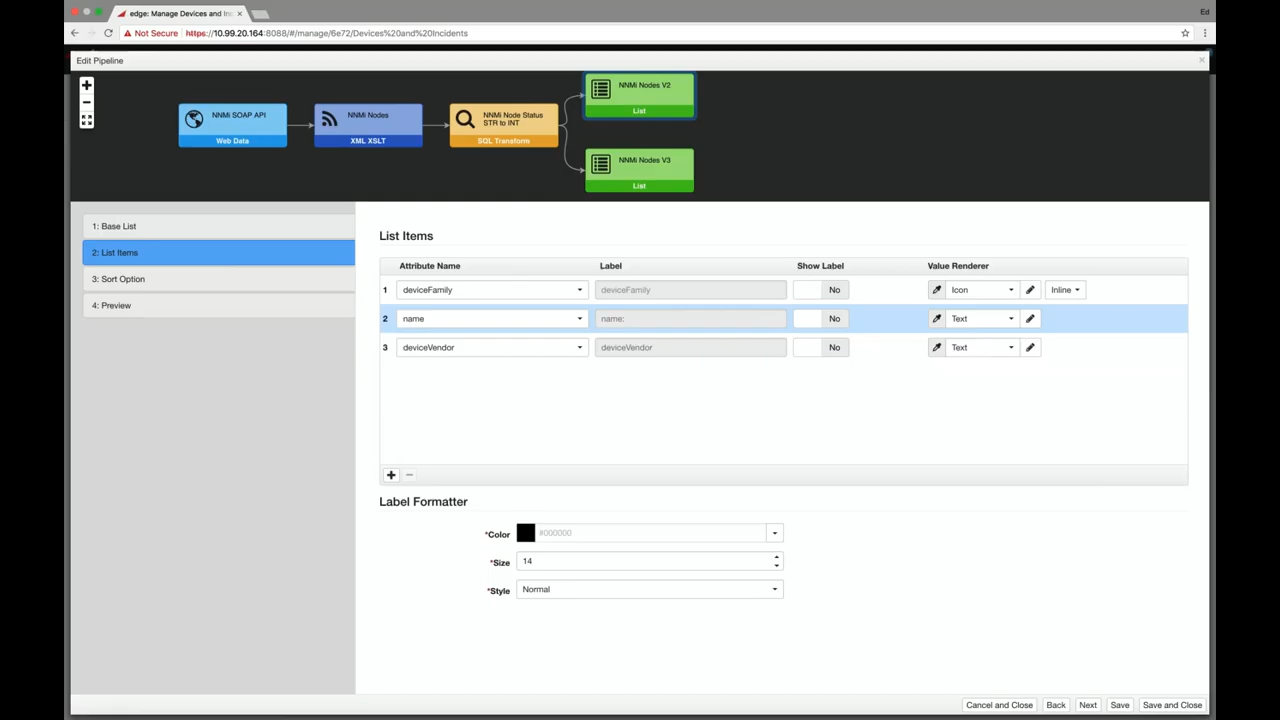 edge: Manage Devices and Inc
Ed
Not Secure https://10.99.20.164:8088/#/manage/6e72/Devices%20and%20Incidents
Edit Pipeline
NNMi SOAP API
Web Data
NNMi Nodes
XML XSLT
NNMi Node Status
STR to INT
SQL Transform
NNMi Nodes V2
List
NNMi Nodes V3
List
1: Base List
2: List Items
3: Sort Option
4: Preview
List Items
Attribute Name Label Show Label Value Renderer
1 deviceFamily deviceFamily No Icon Inline
2 name name: No Text
3 deviceVendor deviceVendor No Text
Label Formatter
*Color #000000
*Size 14
*Style Normal
Cancel and Close Back Next Save Save and Close